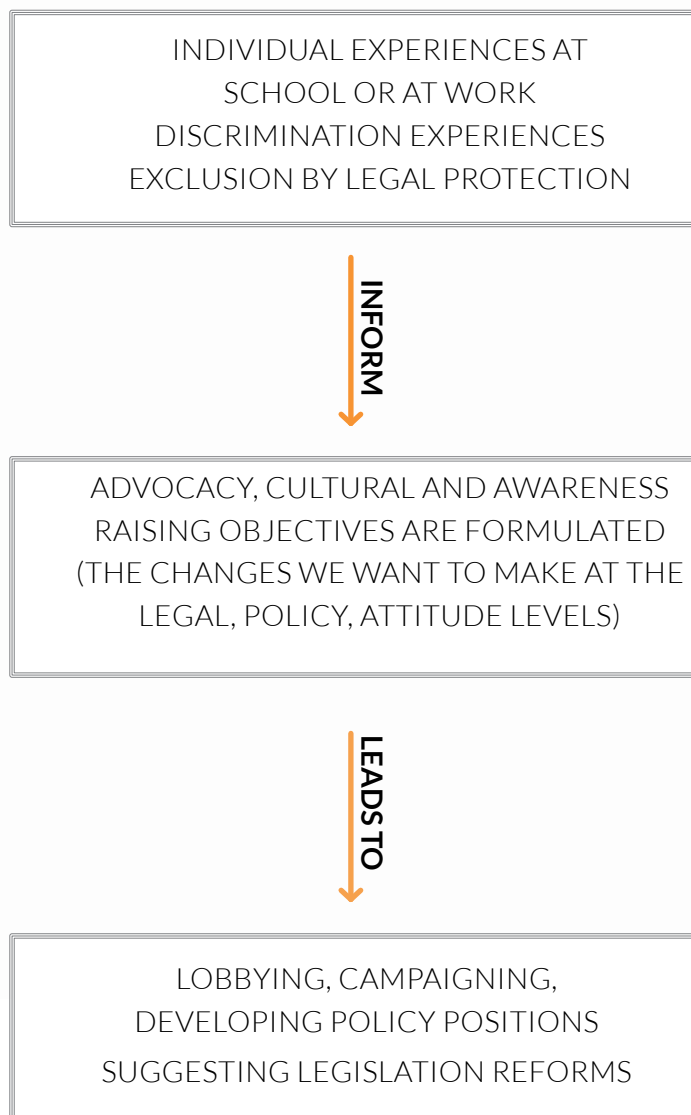 INDIVIDUAL EXPERIENCES AT
SCHOOL OR AT WORK
DISCRIMINATION EXPERIENCES
EXCLUSION BY LEGAL PROTECTION
INFORM
ADVOCACY, CULTURAL AND AWARENESS
RAISING OBJECTIVES ARE FORMULATED
(THE CHANGES WE WANT TO MAKE AT THE
LEGAL, POLICY, ATTITUDE LEVELS)
LEADS TO
LOBBYING, CAMPAIGNING,
DEVELOPING POLICY POSITIONS
SUGGESTING LEGISLATION REFORMS